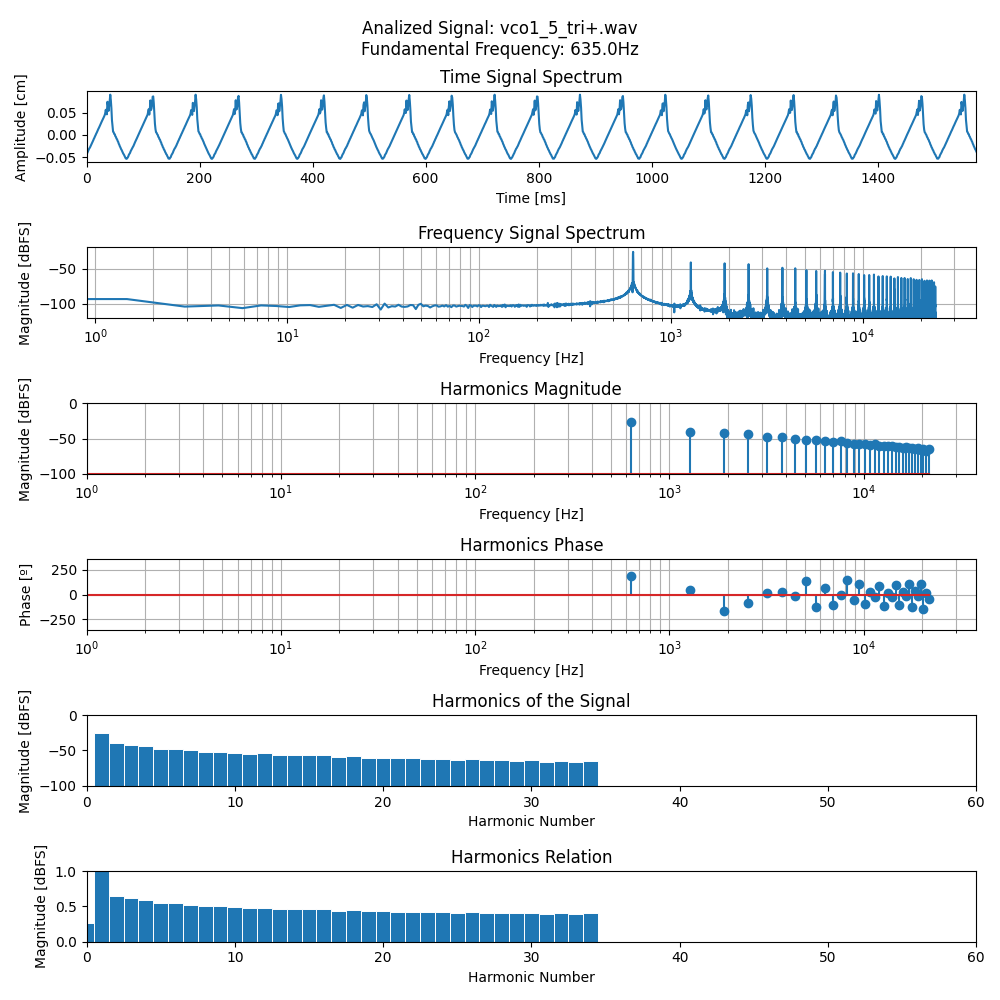 Analized Signal: vco1_5_tri+.wav
Fundamental Frequency: 635.0Hz
Time Signal Spectrum
Amplitude [cm]
0.05
0.00
−0.05
0 200 400 600 800 1000 1200 1400
Time [ms]
Frequency Signal Spectrum
Magnitude [dBFS]
−50
−100
10⁰ 10¹ 10² 10³ 10⁴
Frequency [Hz]
Harmonics Magnitude
Magnitude [dBFS]
0
−50
−100
10⁰ 10¹ 10² 10³ 10⁴
Frequency [Hz]
Harmonics Phase
Phase [º]
250
0
−250
10⁰ 10¹ 10² 10³ 10⁴
Frequency [Hz]
Harmonics of the Signal
Magnitude [dBFS]
0
−50
−100
0 10 20 30 40 50 60
Harmonic Number
Harmonics Relation
Magnitude [dBFS]
1.0
0.5
0.0
0 10 20 30 40 50 60
Harmonic Number